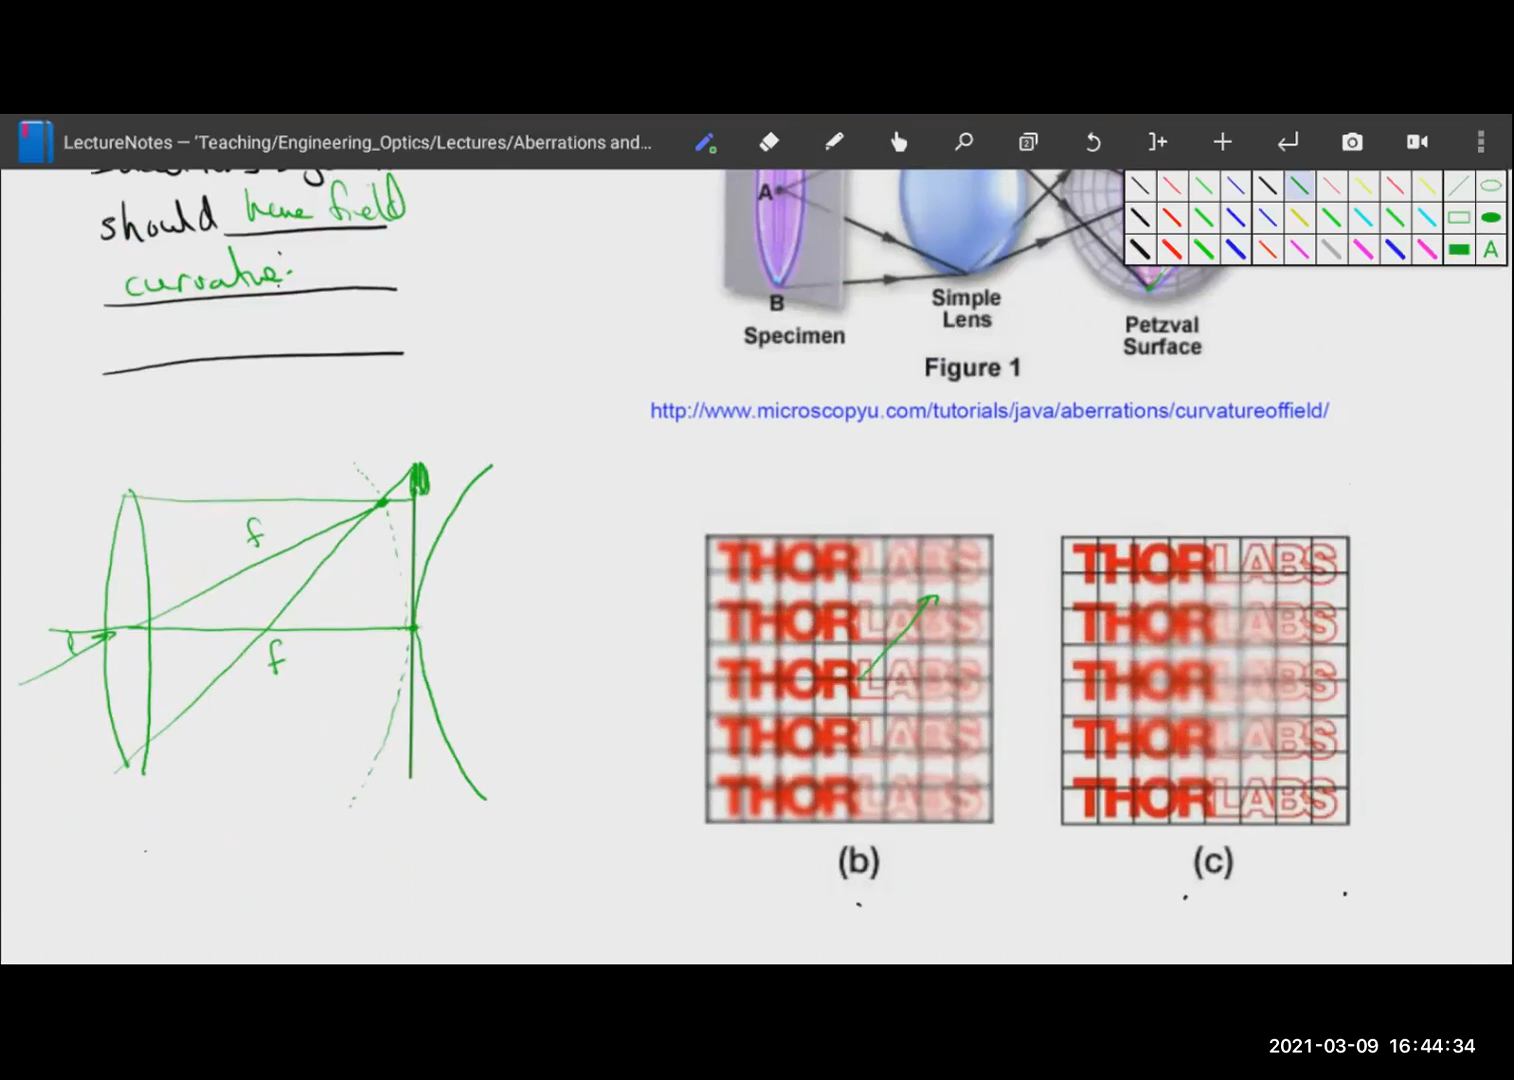 LectureNotes — ‘Teaching/Engineering_Optics/Lectures/Aberrations and...
2
A
should have field
curvature.
A
B
Specimen
Simple
Lens
Petzval
Surface
Figure 1
http://www.microscopyu.com/tutorials/java/aberrations/curvatureoffield/
f
f
THORLABS
THORLABS
THORLABS
THORLABS
THORLABS
(b)
THORLABS
THORLABS
THORLABS
THORLABS
THORLABS
(c)
2021-03-09 16:44:34